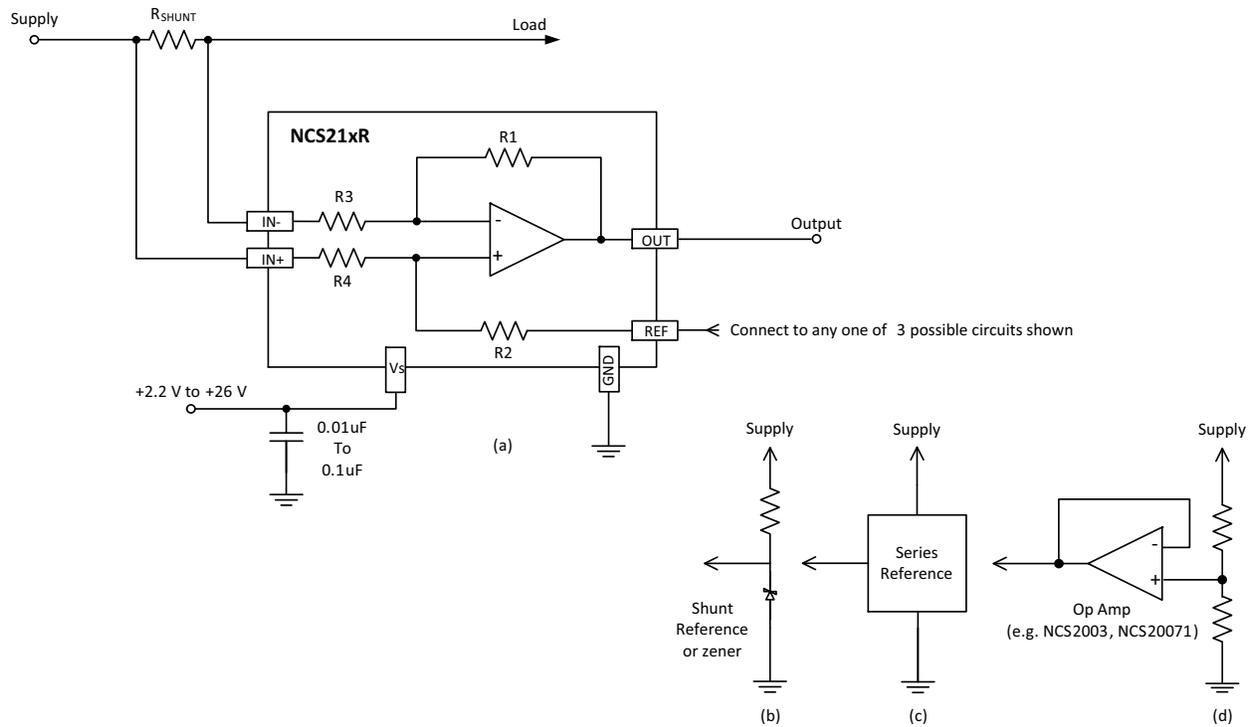 Supply
R_SHUNT
Load
NCS21xR
R1
R3
IN-
-
IN+
+
R4
OUT
Output
R2
REF
Connect to any one of 3 possible circuits shown
Vs
GND
+2.2 V to +26 V
0.01uF
To
0.1uF
(a)
Supply
Supply
Supply
Shunt
Reference
or zener
Series
Reference
-
+
Op Amp
(e.g. NCS2003, NCS20071)
(b)
(c)
(d)